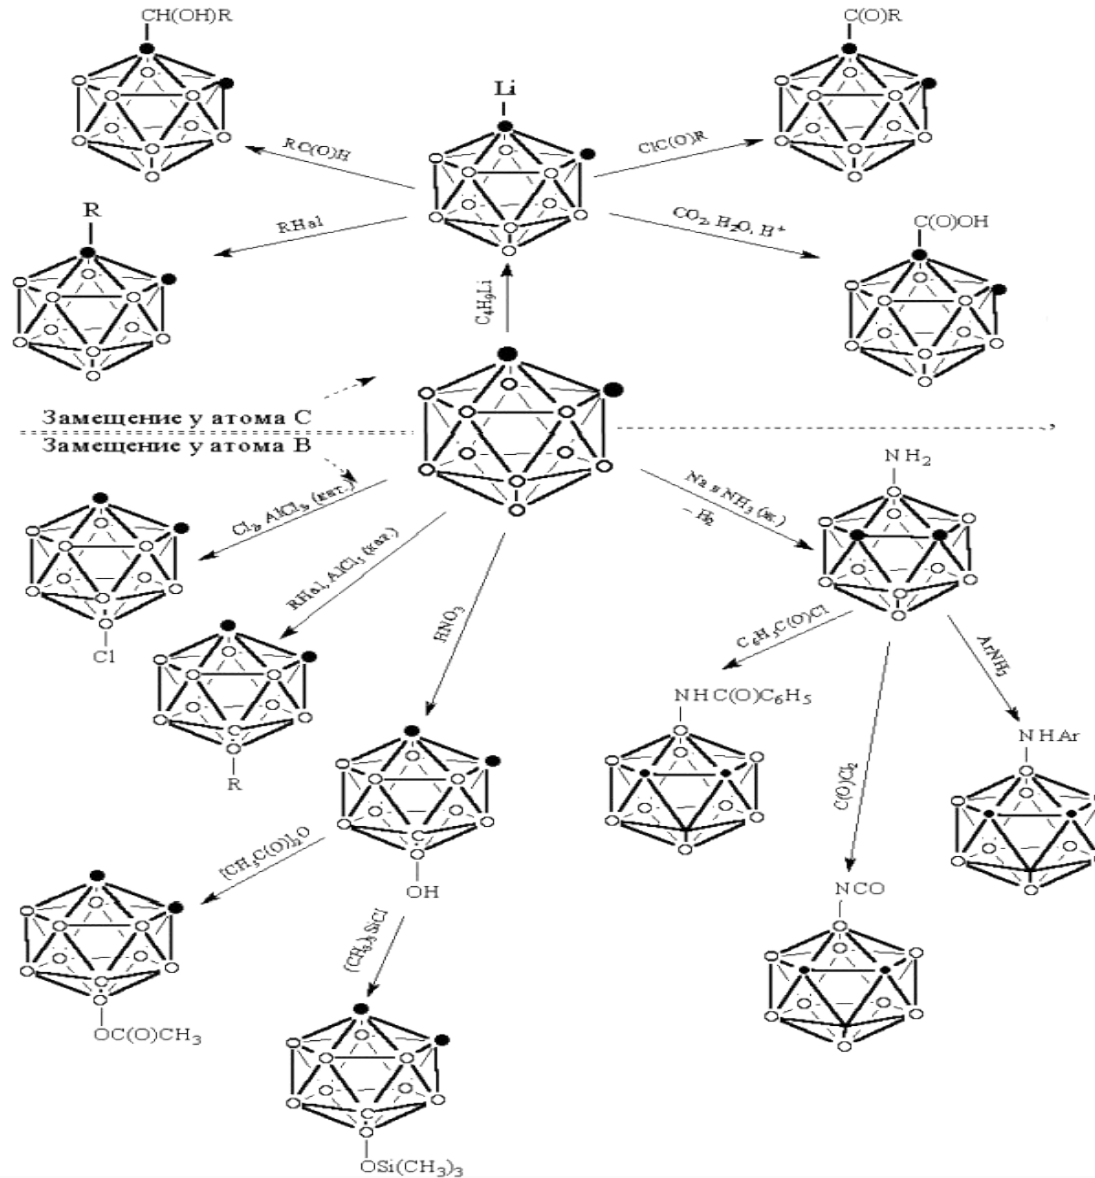 CH(OH)R
C(O)R
Li
RC(O)H
ClC(O)R
R
RHal
CO₂, H₂O, H⁺
C(O)OH
C₄H₉Li
Замещение у атома C
Замещение у атома B
,
NH₂
Cl₂, AlCl₃, (кат.)
Na в NH₃ (ж.)
– H₂
RHal, AlCl₃ (кат.)
HNO₃
C₆H₅C(O)Cl
ArNH₂
Cl
NHC(O)C₆H₅
NHAr
R
C(O)Cl₂
[CH₃C(O)]₂O
OH
NCO
(CH₃)₃SiCl
OC(O)CH₃
OSi(CH₃)₃